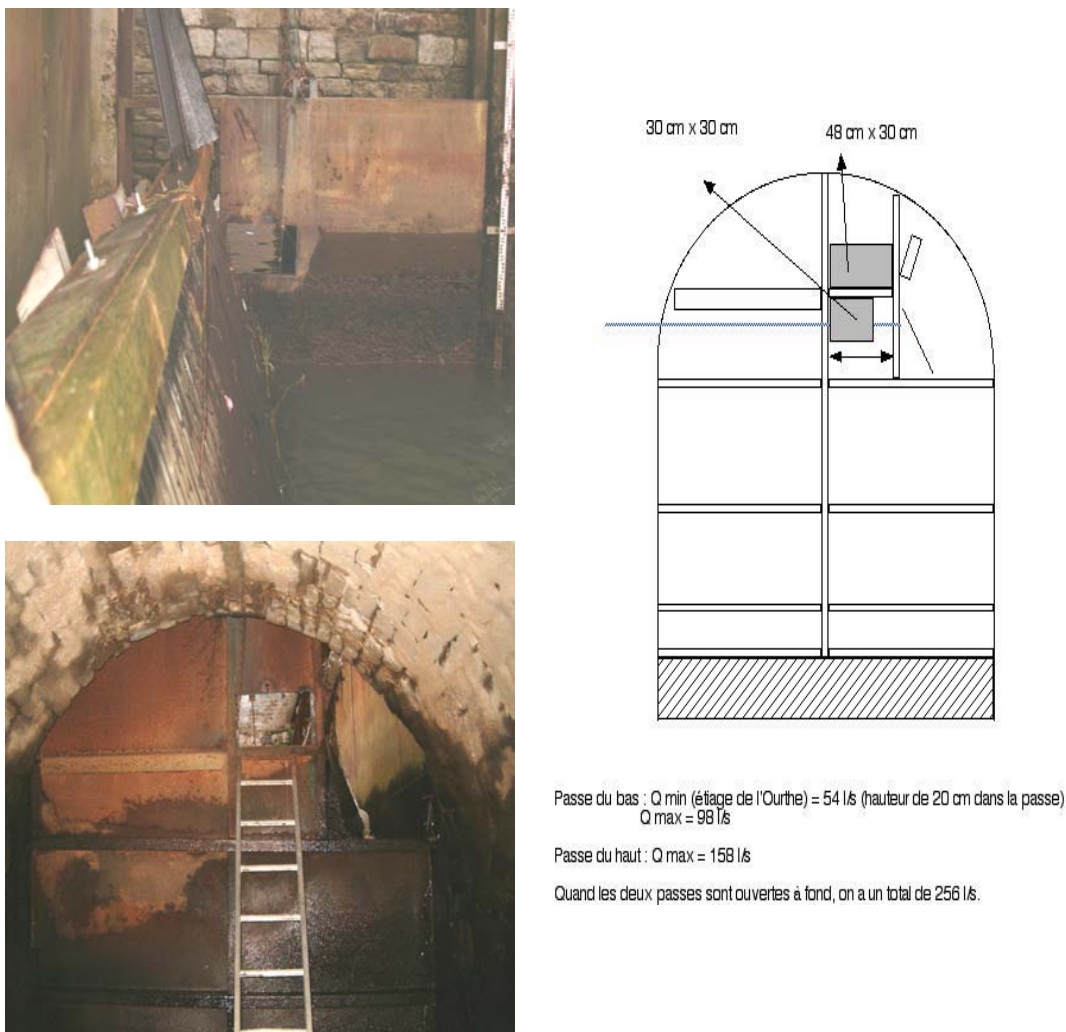 30 cm x 30 cm
48 cm x 30 cm
Passe du bas : Q min (étiage de l'Ourthe) = 54 l/s (hauteur de 20 cm dans la passe)
Q max = 98 l/s
Passe du haut : Q max = 158 l/s
Quand les deux passes sont ouvertes à fond, on a un total de 256 l/s.